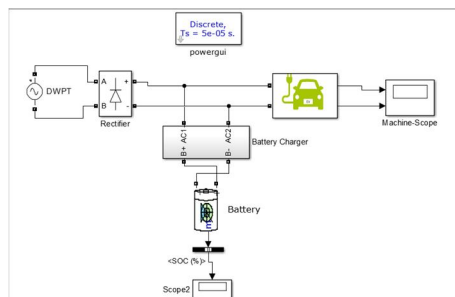 Discrete,
Ts = 5e-05 s.
powergui
DWPT
A
+
B
-
Rectifier
Machine-Scope
AC1
AC2
B+
B-
Battery Charger
Battery
E
<SOC (%)>
Scope2